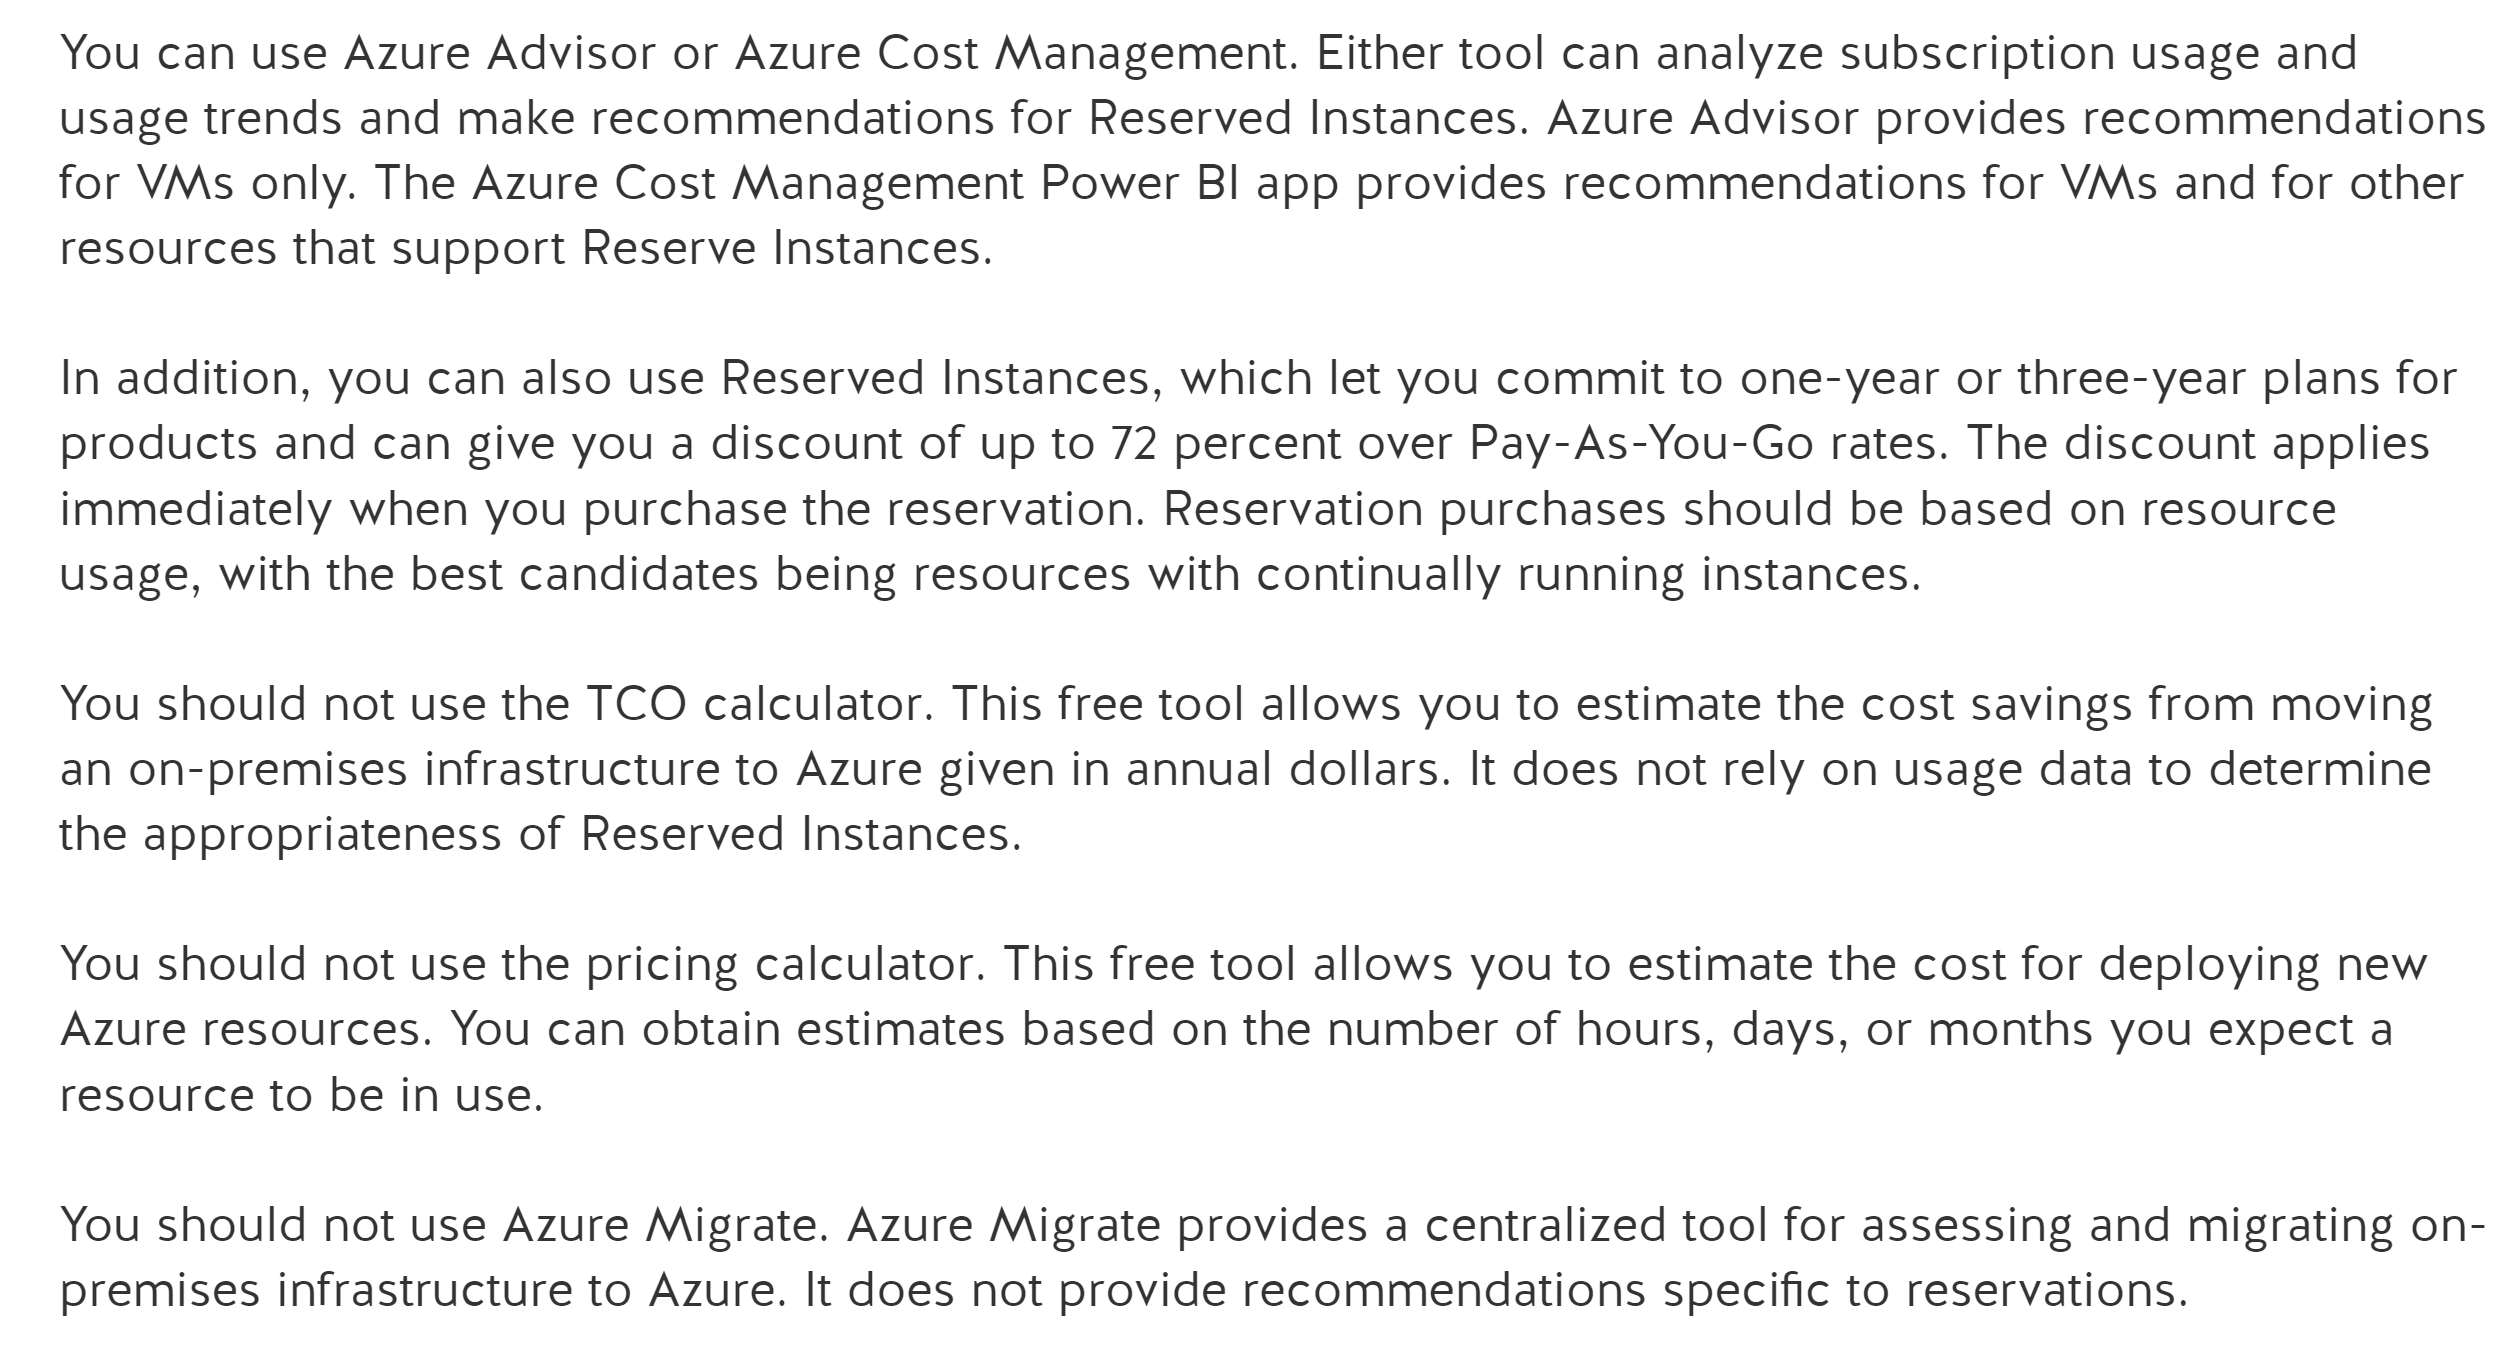 You can use Azure Advisor or Azure Cost Management. Either tool can analyze subscription usage and
usage trends and make recommendations for Reserved Instances. Azure Advisor provides recommendations
for VMs only. The Azure Cost Management Power BI app provides recommendations for VMs and for other
resources that support Reserve Instances.
In addition, you can also use Reserved Instances, which let you commit to one-year or three-year plans for
products and can give you a discount of up to 72 percent over Pay-As-You-Go rates. The discount applies
immediately when you purchase the reservation. Reservation purchases should be based on resource
usage, with the best candidates being resources with continually running instances.
You should not use the TCO calculator. This free tool allows you to estimate the cost savings from moving
an on-premises infrastructure to Azure given in annual dollars. It does not rely on usage data to determine
the appropriateness of Reserved Instances.
You should not use the pricing calculator. This free tool allows you to estimate the cost for deploying new
Azure resources. You can obtain estimates based on the number of hours, days, or months you expect a
resource to be in use.
You should not use Azure Migrate. Azure Migrate provides a centralized tool for assessing and migrating on-
premises infrastructure to Azure. It does not provide recommendations specific to reservations.